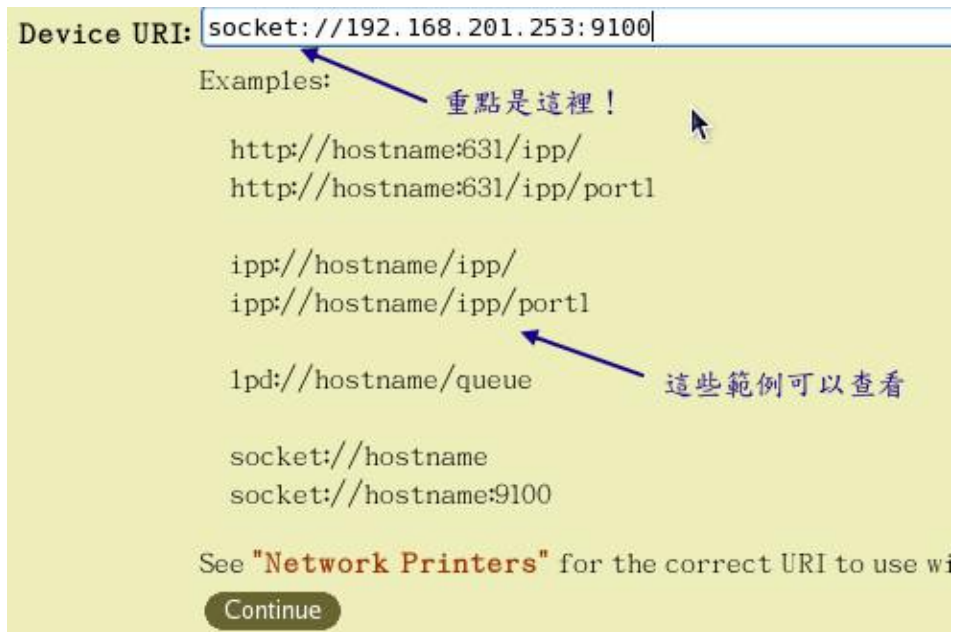 Device URI: socket://192.168.201.253:9100
Examples:
重點是這裡！
http://hostname:631/ipp/
http://hostname:631/ipp/port1
ipp://hostname/ipp/
ipp://hostname/ipp/port1
lpd://hostname/queue
這些範例可以查看
socket://hostname
socket://hostname:9100
See "Network Printers" for the correct URI to use wi
Continue